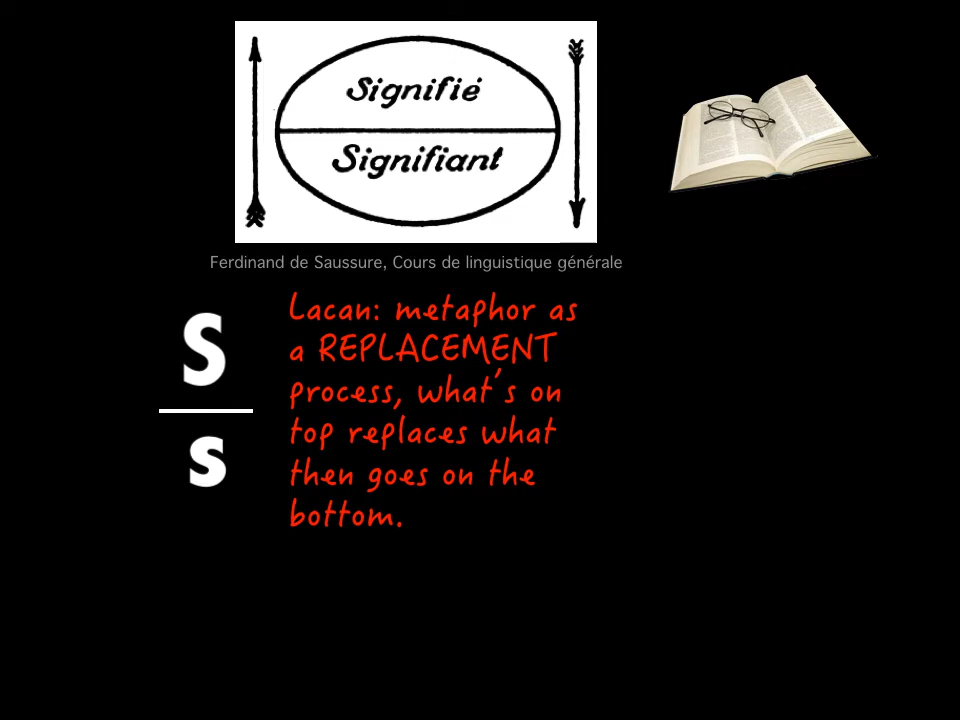 Signifié
Signifiant
Ferdinand de Saussure, Cours de linguistique générale
S
s
Lacan: metaphor as
a REPLACEMENT
process, what's on
top replaces what
then goes on the
bottom.